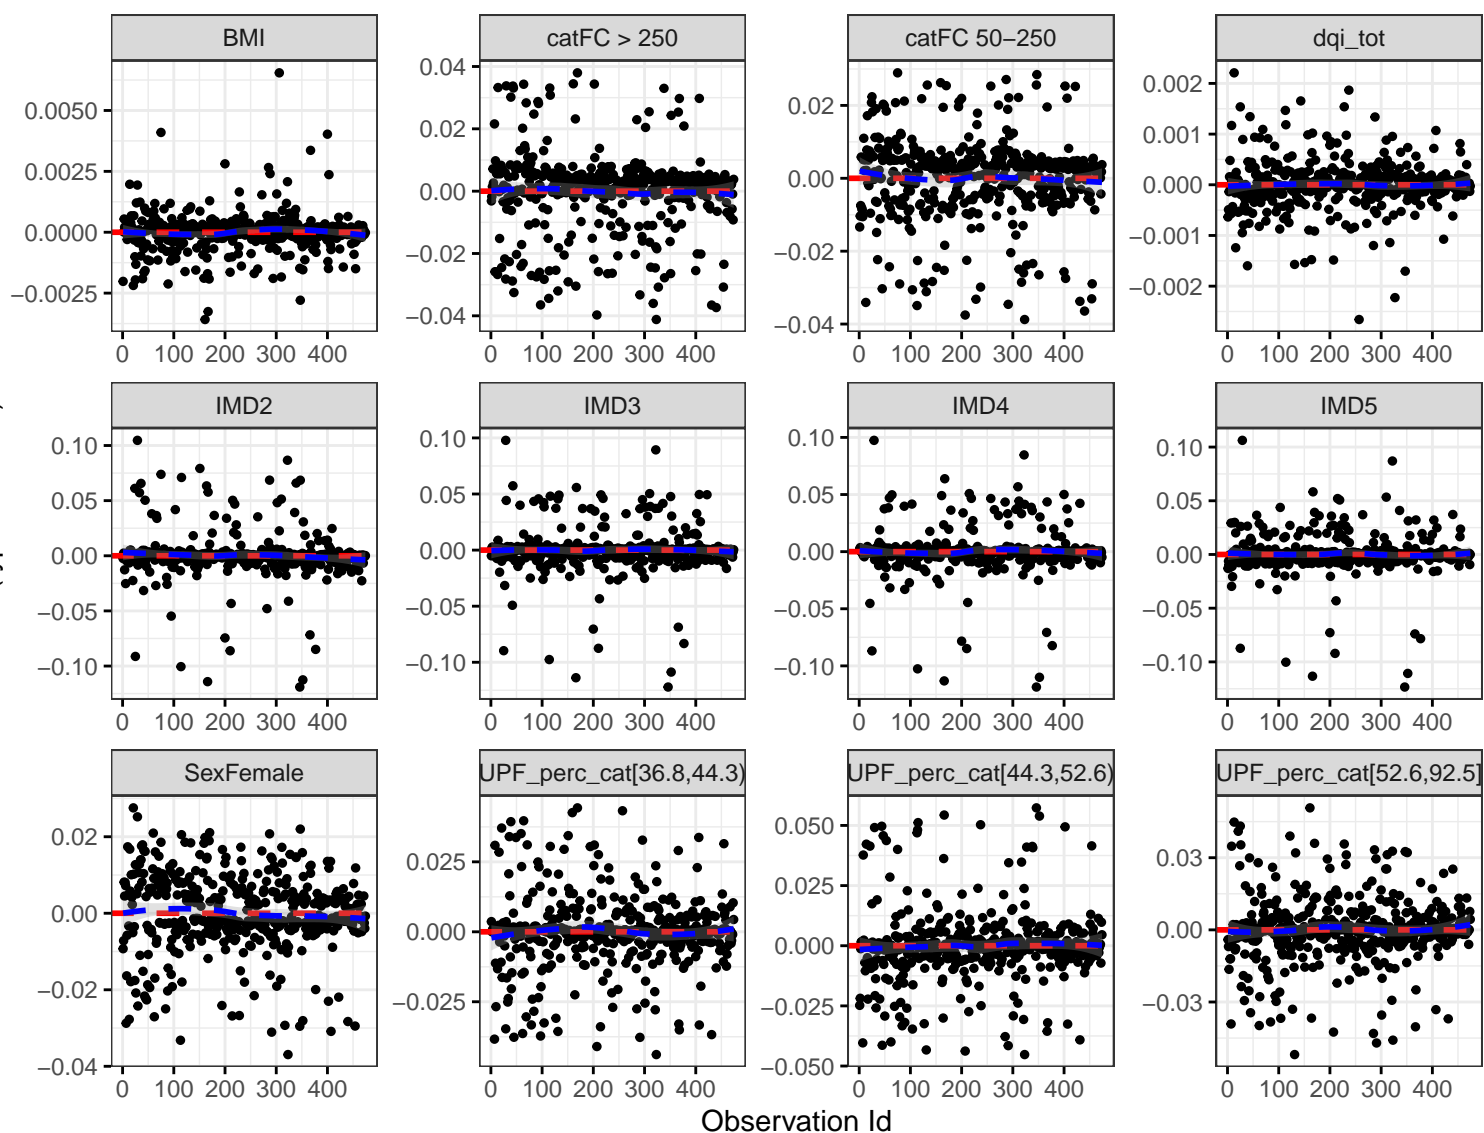 BMI
catFC > 250
catFC 50−250
dqi_tot
0.0050
0.0025
0.0000
−0.0025
0 100 200 300 400
0.04
0.02
0.00
−0.02
−0.04
0 100 200 300 400
0.02
0.00
−0.02
−0.04
0 100 200 300 400
0.002
0.001
0.000
−0.001
−0.002
0 100 200 300 400
IMD2
IMD3
IMD4
IMD5
0.10
0.05
0.00
−0.05
−0.10
0 100 200 300 400
0.10
0.05
0.00
−0.05
−0.10
0 100 200 300 400
0.10
0.05
0.00
−0.05
−0.10
0 100 200 300 400
0.10
0.05
0.00
−0.05
−0.10
0 100 200 300 400
SexFemale
UPF_perc_cat[36.8,44.3)
UPF_perc_cat[44.3,52.6)
UPF_perc_cat[52.6,92.5]
0.02
0.00
−0.02
−0.04
0 100 200 300 400
0.025
0.000
−0.025
0 100 200 300 400
0.050
0.025
0.000
−0.025
−0.050
0 100 200 300 400
0.03
0.00
−0.03
0 100 200 300 400
Observation Id